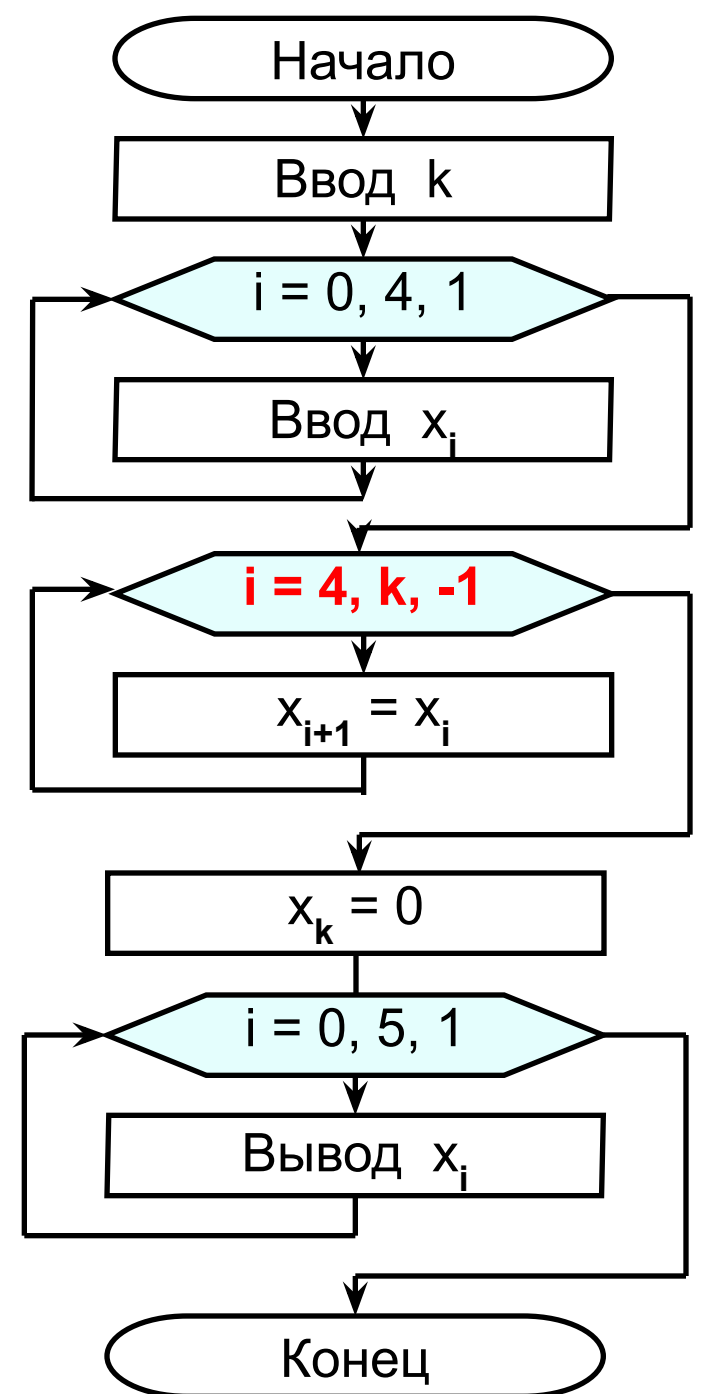 Начало
Ввод k
i = 0, 4, 1
Ввод xᵢ
i = 4, k, -1
xᵢ₊₁ = xᵢ
xₖ = 0
i = 0, 5, 1
Вывод xᵢ
Конец